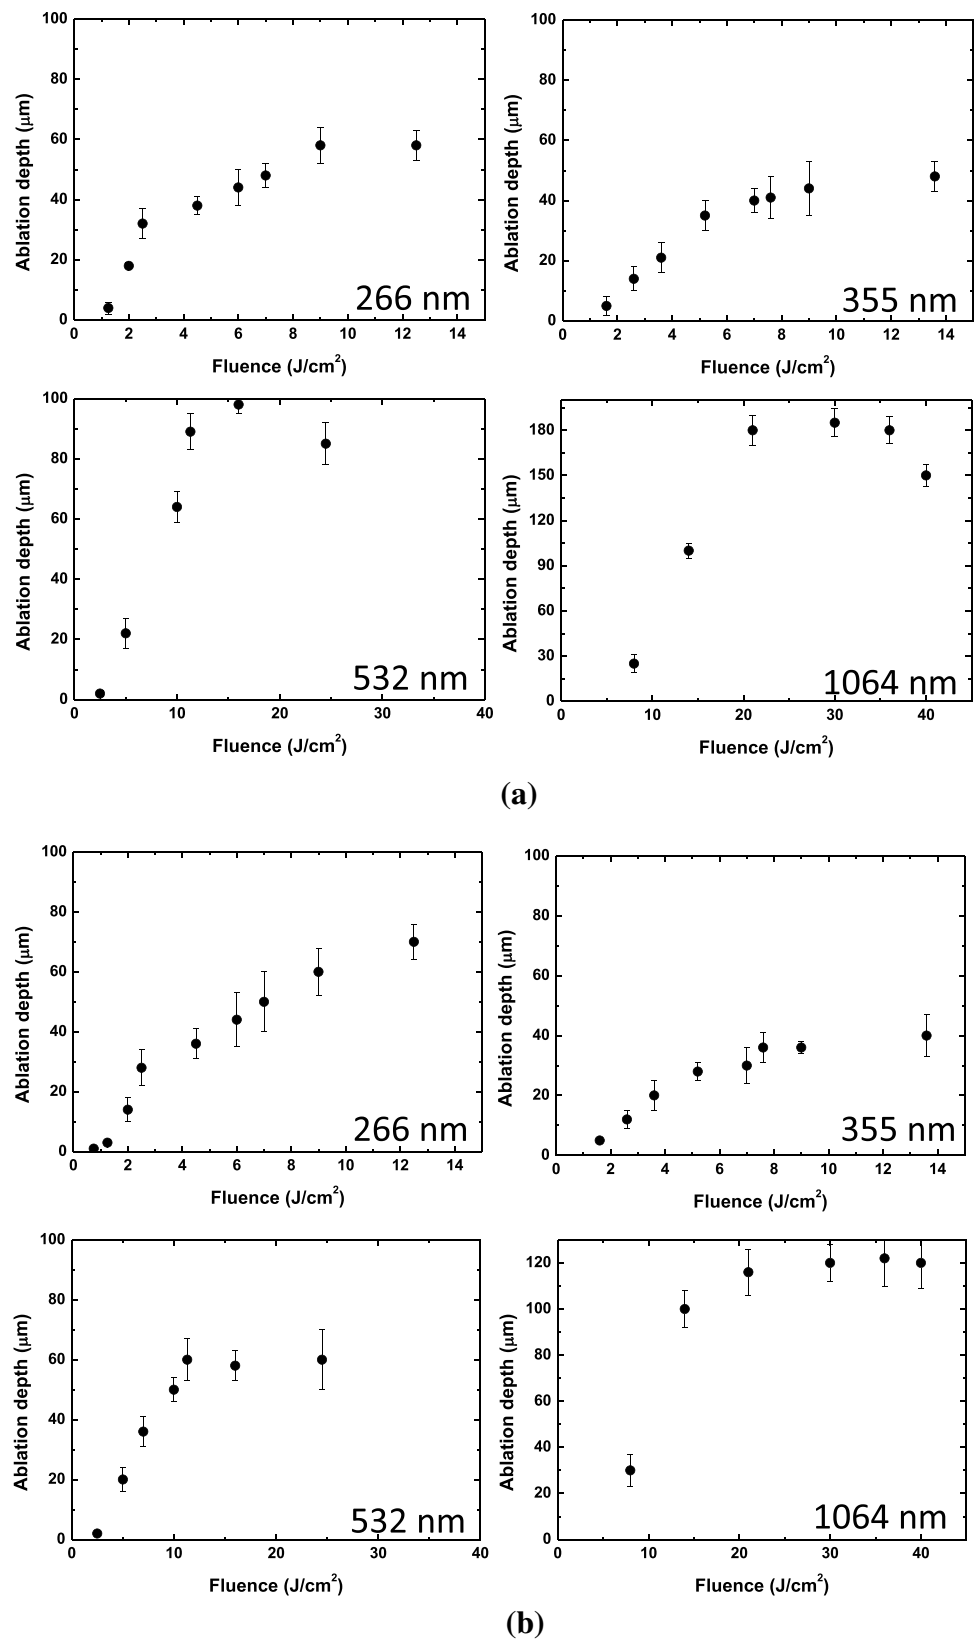 100
80
60
40
20
0
Ablation depth (μm)
0 2 4 6 8 10 12 14
Fluence (J/cm²)
266 nm
100
80
60
40
20
0
Ablation depth (μm)
0 2 4 6 8 10 12 14
Fluence (J/cm²)
355 nm
100
80
60
40
20
0
Ablation depth (μm)
0 10 20 30 40
Fluence (J/cm²)
532 nm
180
150
120
90
60
30
0
Ablation depth (μm)
0 10 20 30 40
Fluence (J/cm²)
1064 nm
(a)
100
80
60
40
20
0
Ablation depth (μm)
0 2 4 6 8 10 12 14
Fluence (J/cm²)
266 nm
100
80
60
40
20
0
Ablation depth (μm)
0 2 4 6 8 10 12 14
Fluence (J/cm²)
355 nm
100
80
60
40
20
0
Ablation depth (μm)
0 10 20 30 40
Fluence (J/cm²)
532 nm
120
100
80
60
40
20
0
Ablation depth (μm)
0 10 20 30 40
Fluence (J/cm²)
1064 nm
(b)